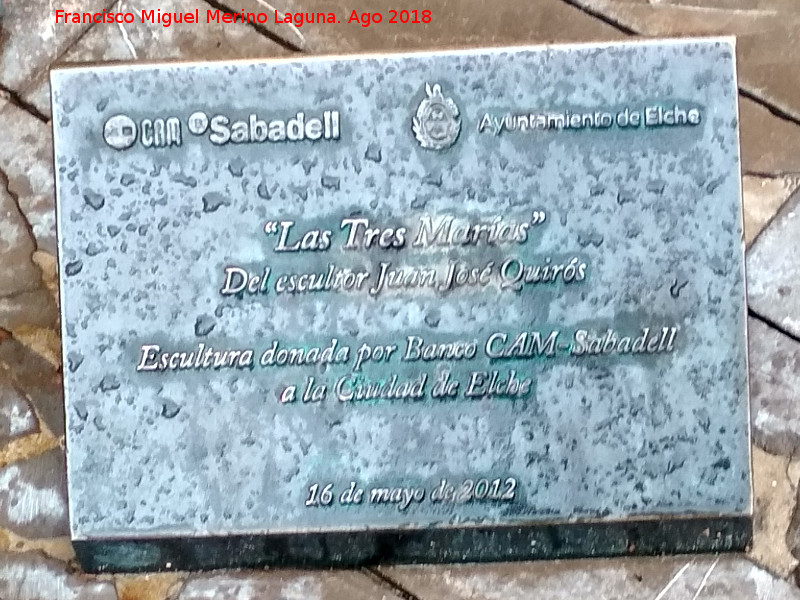 Francisco Miguel Merino Laguna. Ago 2018
CAM Sabadell
Ayuntamiento de Elche
“Las Tres Marías”
Del escultor Juan José Quirós
Escultura donada por Banco CAM-Sabadell
a la Ciudad de Elche
16 de mayo de 2012